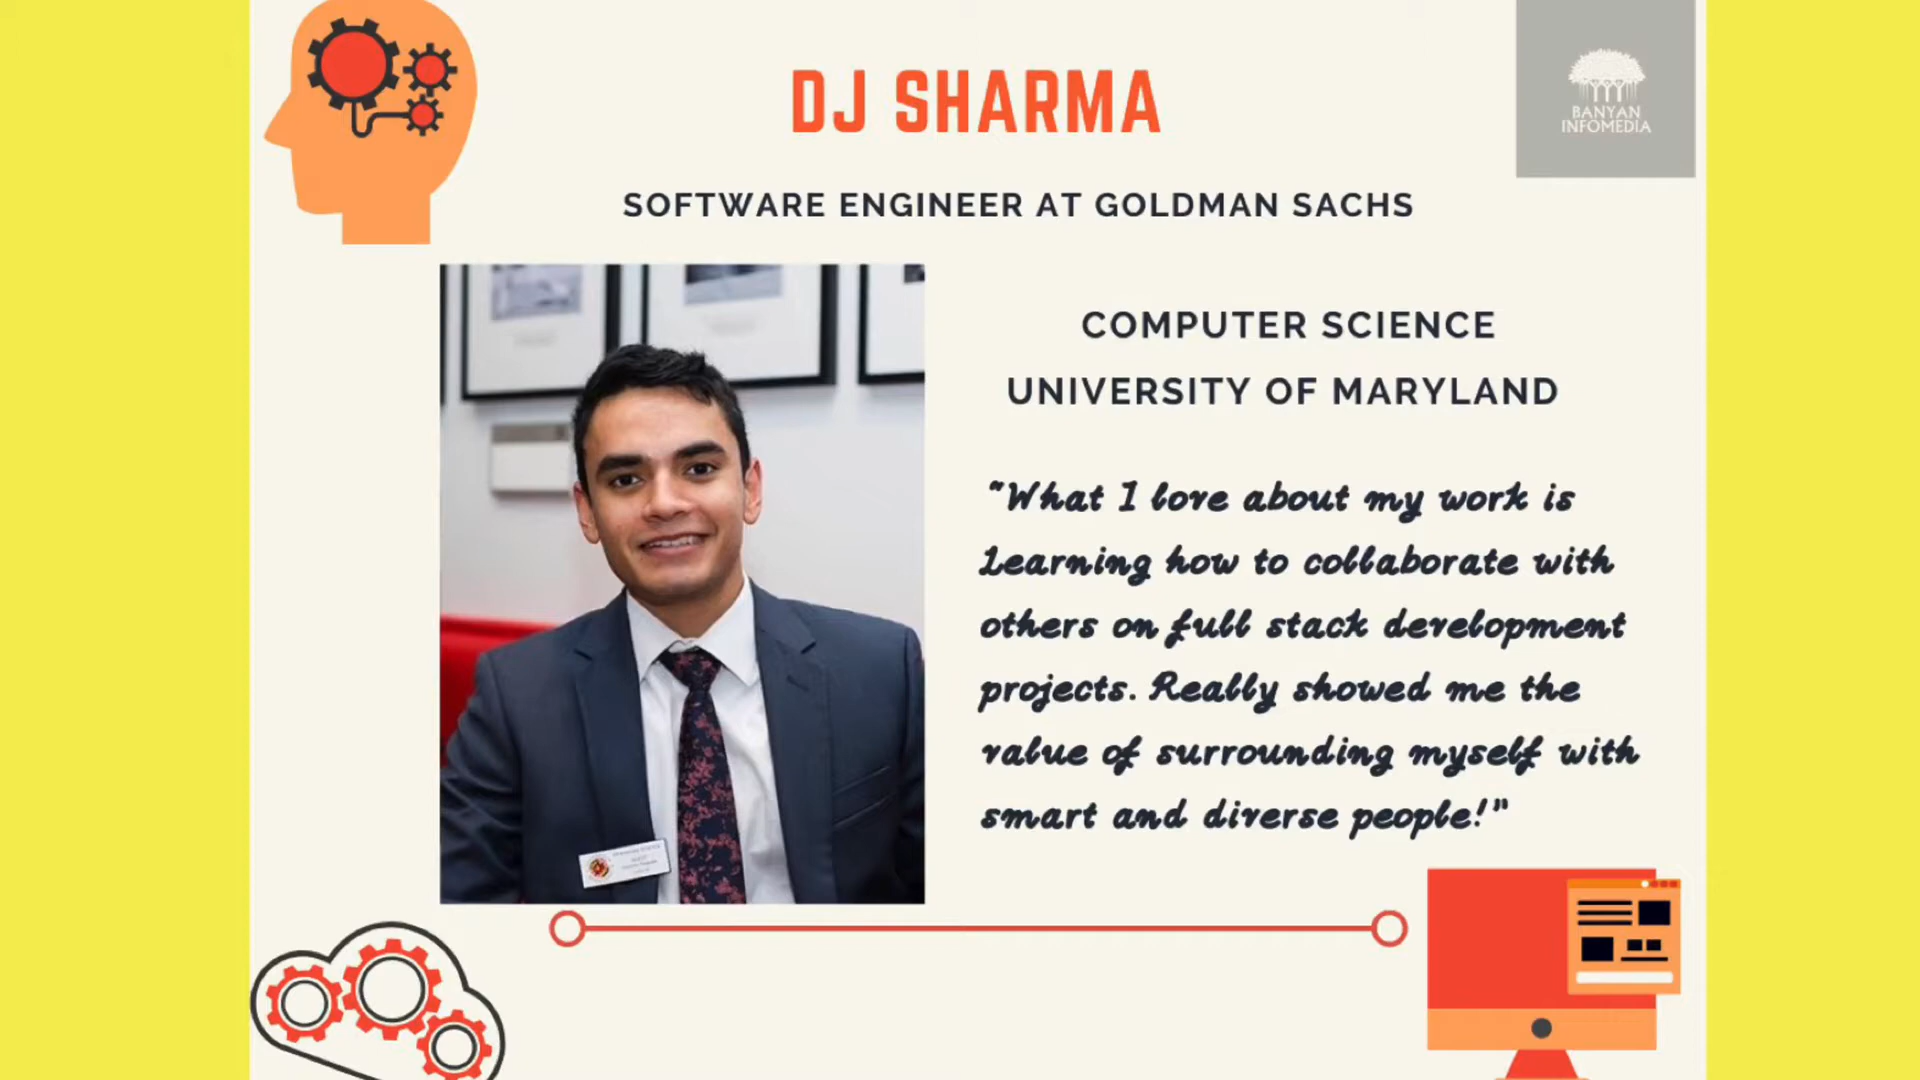 DJ SHARMA
BANYAN
INFOMEDIA
SOFTWARE ENGINEER AT GOLDMAN SACHS
COMPUTER SCIENCE
UNIVERSITY OF MARYLAND
"What I love about my work is
Learning how to collaborate with
others on full stack development
projects. Really showed me the
value of surrounding myself with
smart and diverse people!"